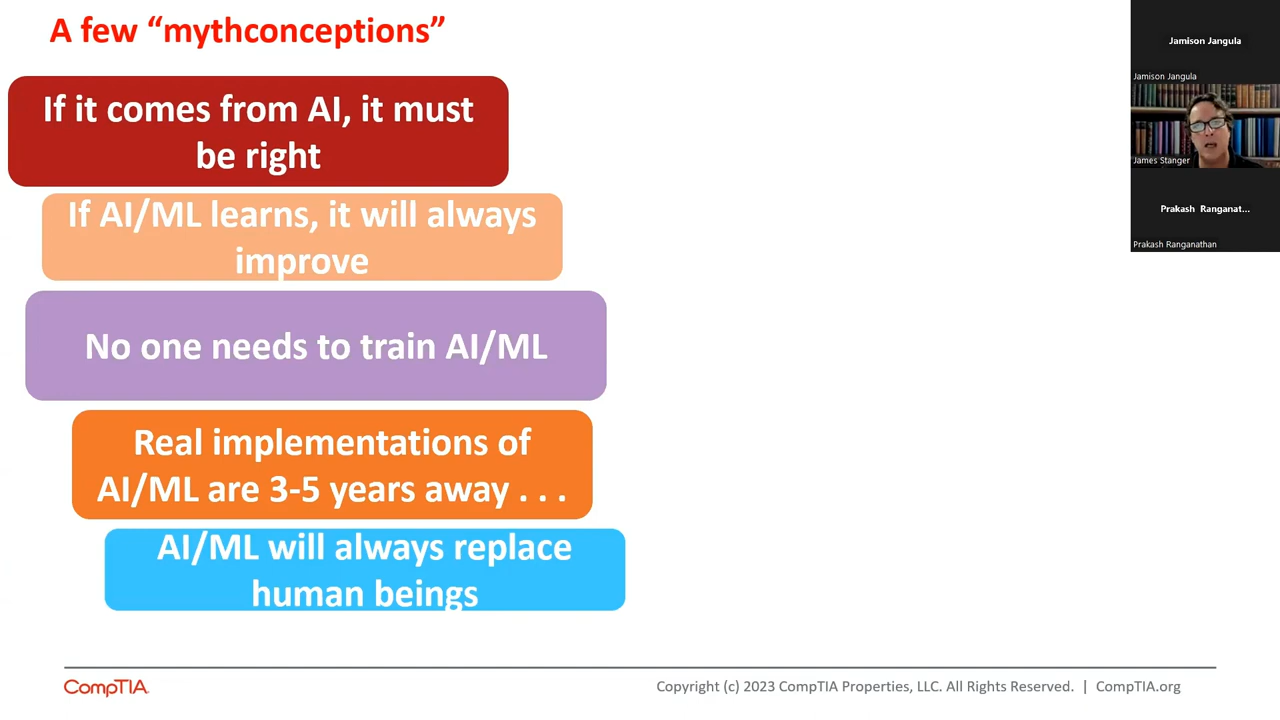 A few “mythconceptions”
If it comes from AI, it must
be right
If AI/ML learns, it will always
improve
No one needs to train AI/ML
Real implementations of
AI/ML are 3-5 years away . . .
AI/ML will always replace
human beings
CompTIA.
Copyright (c) 2023 CompTIA Properties, LLC. All Rights Reserved. | CompTIA.org
Jamison Jangula
Jamison Jangula
James Stanger
Prakash Ranganat...
Prakash Ranganathan